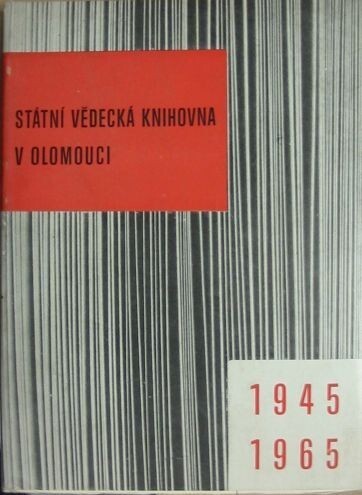 STÁTNÍ VĚDECKÁ KNIHOVNA
V OLOMOUCI
1945
1965